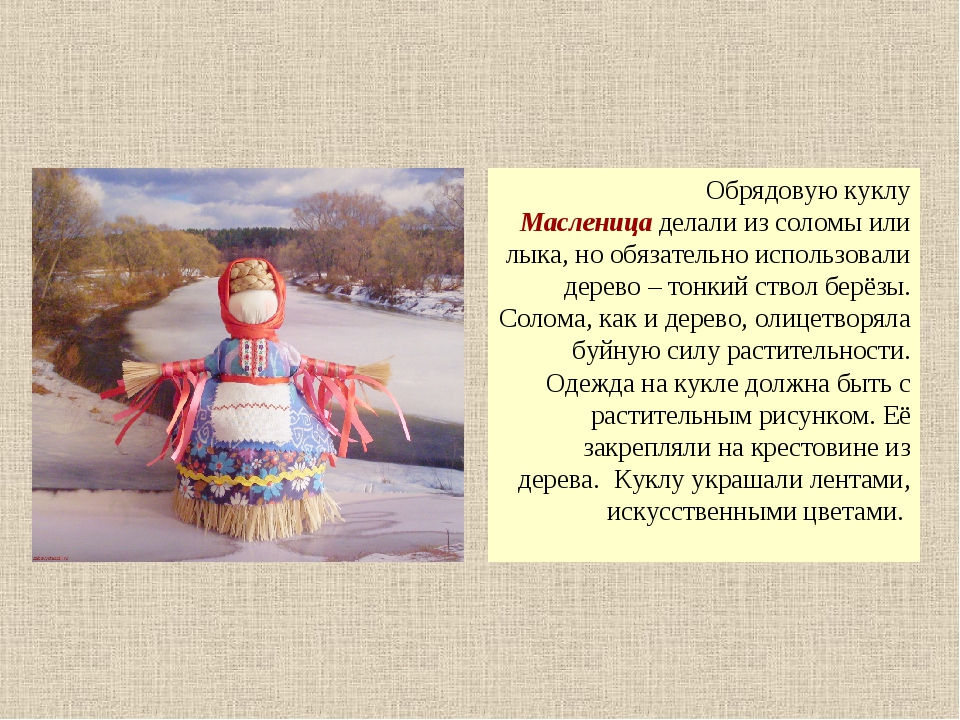 Обрядовую куклу
Масленица делали из соломы или
лыка, но обязательно использовали
дерево – тонкий ствол берёзы.
Солома, как и дерево, олицетворяла
буйную силу растительности.
Одежда на кукле должна быть с
растительным рисунком. Её
закрепляли на крестовине из
дерева.  Куклу украшали лентами,
искусственными цветами.